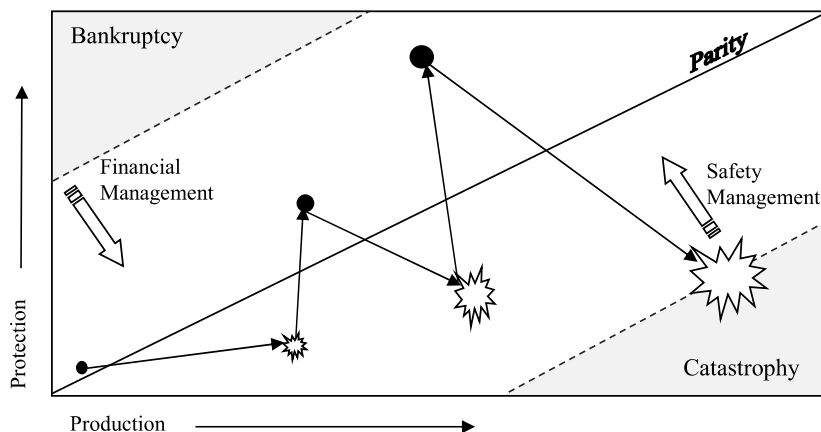 Bankruptcy
Parity
Financial
Management
Safety
Management
Protection
Catastrophy
Production